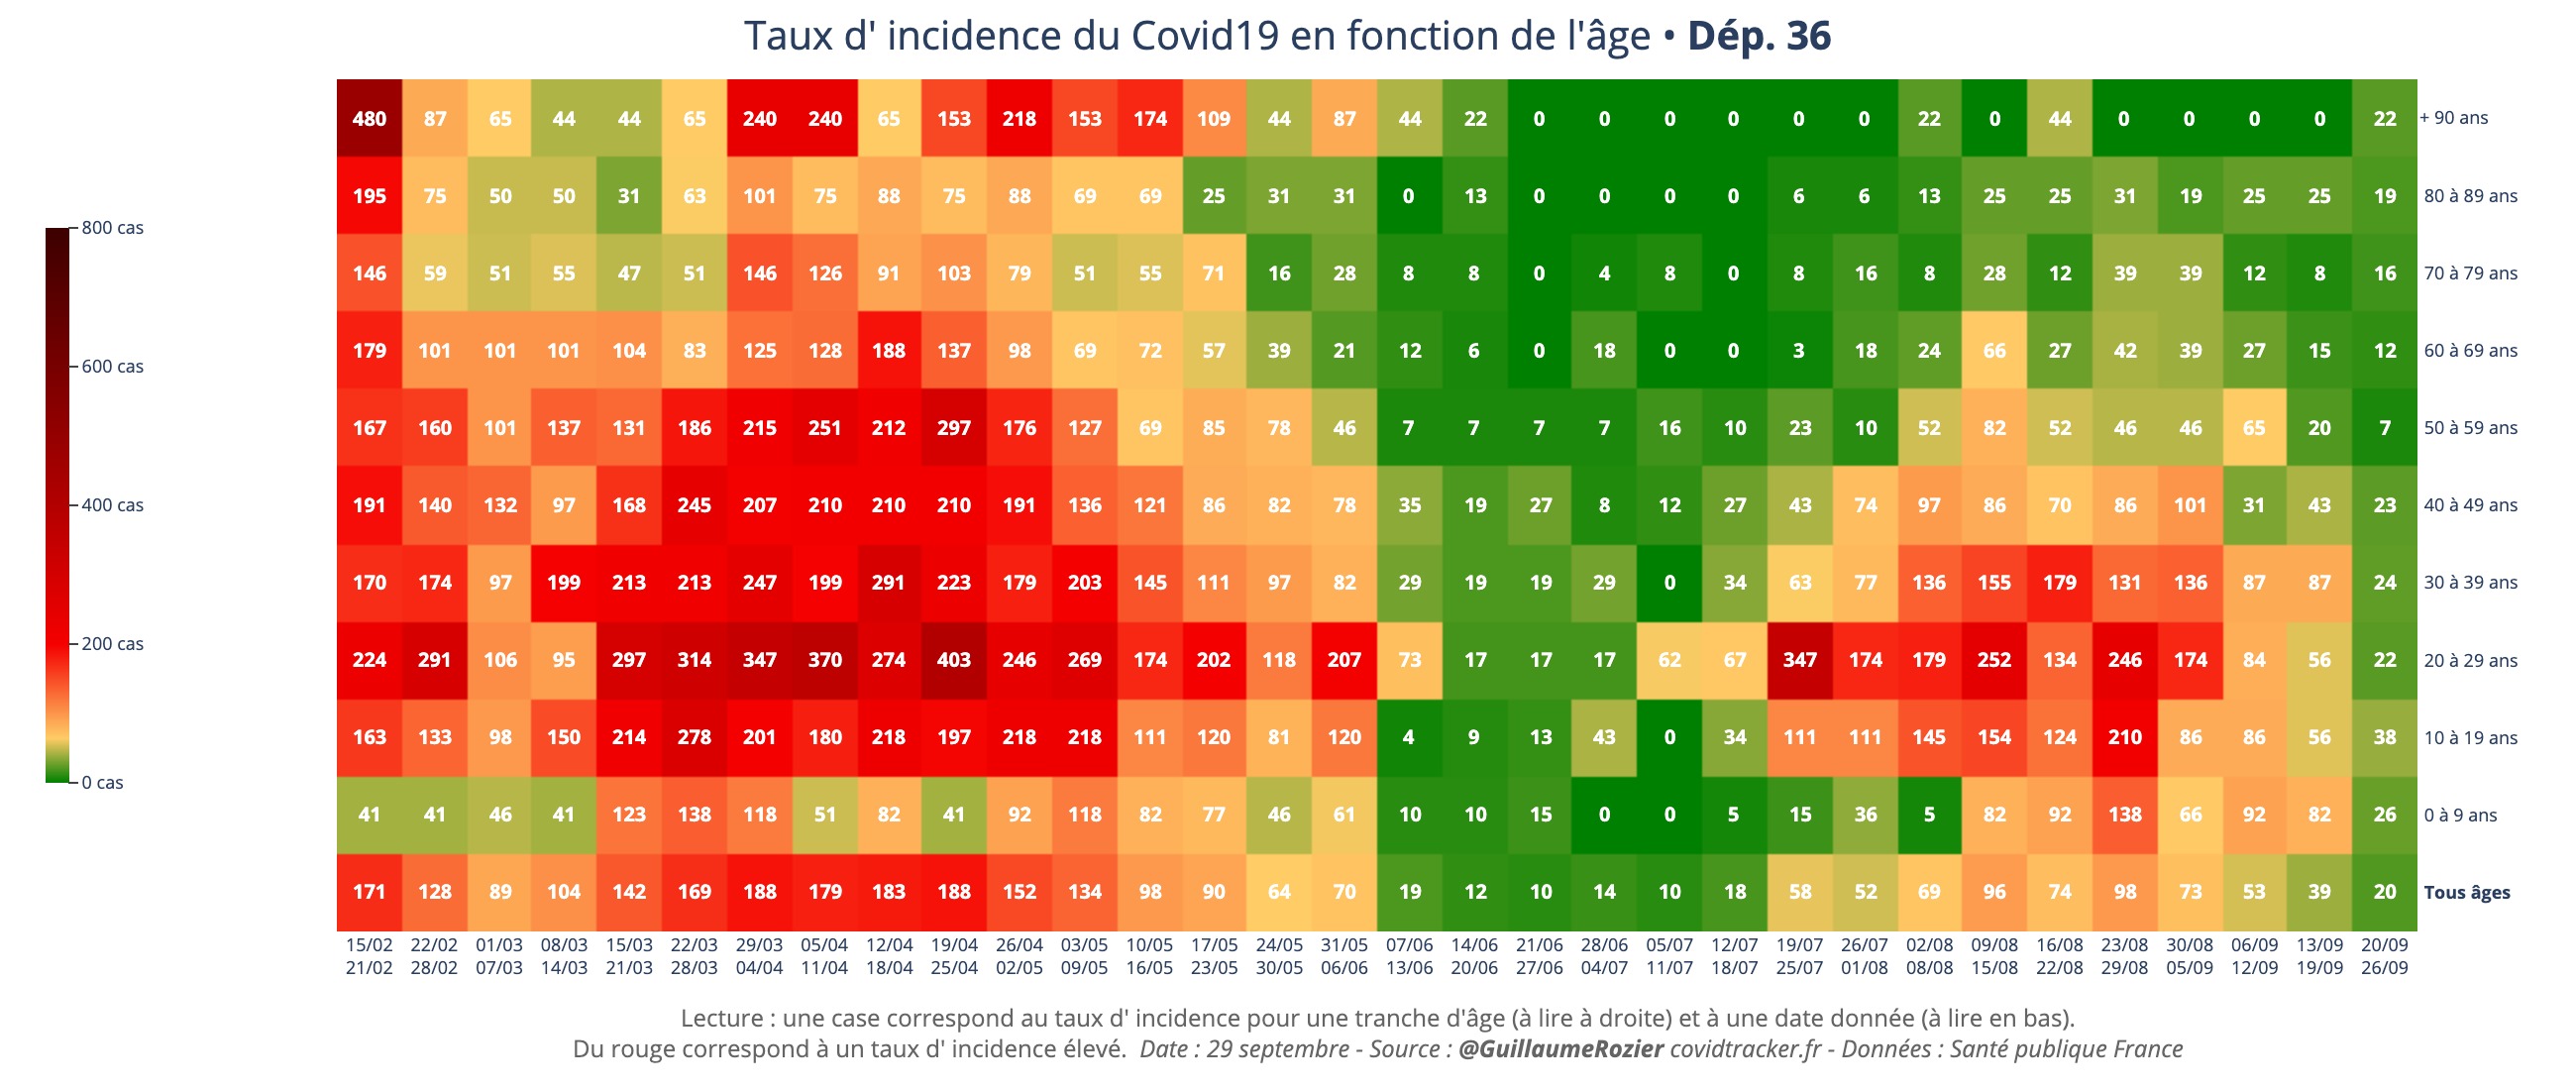 Taux d' incidence du Covid19 en fonction de l'âge • Dép. 36
800 cas
600 cas
400 cas
200 cas
0 cas
480 87 65 44 44 65 240 240 65 153 218 153 174 109 44 87 44 22 0 0 0 0 0 0 22 0 44 0 0 0 0 22 + 90 ans
195 75 50 50 31 63 101 75 88 75 88 69 69 25 31 31 0 13 0 0 0 0 6 6 13 25 25 31 19 25 25 19 80 à 89 ans
146 59 51 55 47 51 146 126 91 103 79 51 55 71 16 28 8 8 0 4 8 0 8 16 8 28 12 39 39 12 8 16 70 à 79 ans
179 101 101 101 104 83 125 128 188 137 98 69 72 57 39 21 12 6 0 18 0 0 3 18 24 66 27 42 39 27 15 12 60 à 69 ans
167 160 101 137 131 186 215 251 212 297 176 127 69 85 78 46 7 7 7 7 16 10 23 10 52 82 52 46 46 65 20 7 50 à 59 ans
191 140 132 97 168 245 207 210 210 210 191 136 121 86 82 78 35 19 27 8 12 27 43 74 97 86 70 86 101 31 43 23 40 à 49 ans
170 174 97 199 213 213 247 199 291 223 179 203 145 111 97 82 29 19 19 29 0 34 63 77 136 155 179 131 136 87 87 24 30 à 39 ans
224 291 106 95 297 314 347 370 274 403 246 269 174 202 118 207 73 17 17 17 62 67 347 174 179 252 134 246 174 84 56 22 20 à 29 ans
163 133 98 150 214 278 201 180 218 197 218 218 111 120 81 120 4 9 13 43 0 34 111 111 145 154 124 210 86 86 56 38 10 à 19 ans
41 41 46 41 123 138 118 51 82 41 92 118 82 77 46 61 10 10 15 0 0 5 15 36 5 82 92 138 66 92 82 26 0 à 9 ans
171 128 89 104 142 169 188 179 183 188 152 134 98 90 64 70 19 12 10 14 10 18 58 52 69 96 74 98 73 53 39 20 Tous âges
15/02 22/02 01/03 08/03 15/03 22/03 29/03 05/04 12/04 19/04 26/04 03/05 10/05 17/05 24/05 31/05 07/06 14/06 21/06 28/06 05/07 12/07 19/07 26/07 02/08 09/08 16/08 23/08 30/08 06/09 13/09 20/09
21/02 28/02 07/03 14/03 21/03 28/03 04/04 11/04 18/04 25/04 02/05 09/05 16/05 23/05 30/05 06/06 13/06 20/06 27/06 04/07 11/07 18/07 25/07 01/08 08/08 15/08 22/08 29/08 05/09 12/09 19/09 26/09
Lecture : une case correspond au taux d' incidence pour une tranche d'âge (à lire à droite) et à une date donnée (à lire en bas).
Du rouge correspond à un taux d' incidence élevé. Date : 29 septembre - Source : @GuillaumeRozier covidtracker.fr - Données : Santé publique France